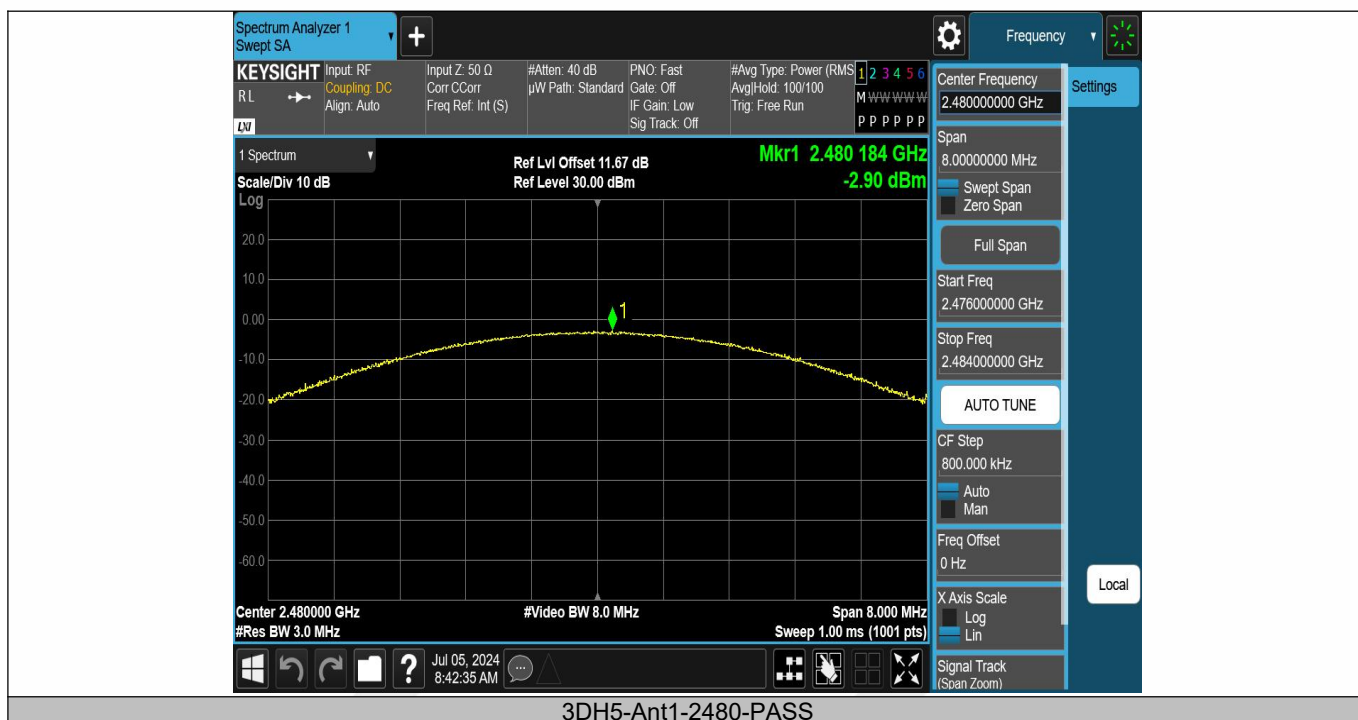 Spectrum Analyzer 1
Swept SA
+
Frequency
KEYSIGHT
R L
LXI
Input: RF
Coupling: DC
Align: Auto
Input Z: 50 Ω
Corr CCorr
Freq Ref: Int (S)
#Atten: 40 dB
µW Path: Standard
PNO: Fast
Gate: Off
IF Gain: Low
Sig Track: Off
#Avg Type: Power (RMS
Avg|Hold: 100/100
Trig: Free Run
1 2 3 4 5 6
M W W W W W
P P P P P P
1 Spectrum
Scale/Div 10 dB
Log
Ref Lvl Offset 11.67 dB
Ref Level 30.00 dBm
Mkr1 2.480 184 GHz
-2.90 dBm
20.0
10.0
0.00
1
-10.0
-20.0
-30.0
-40.0
-50.0
-60.0
Center 2.480000 GHz
#Video BW 8.0 MHz
Span 8.000 MHz
#Res BW 3.0 MHz
Sweep 1.00 ms (1001 pts)
Center Frequency
2.480000000 GHz
Settings
Span
8.00000000 MHz
Swept Span
Zero Span
Full Span
Start Freq
2.476000000 GHz
Stop Freq
2.484000000 GHz
AUTO TUNE
CF Step
800.000 kHz
Auto
Man
Freq Offset
0 Hz
Local
X Axis Scale
Log
Lin
Signal Track
(Span Zoom)
?
Jul 05, 2024
8:42:35 AM
3DH5-Ant1-2480-PASS